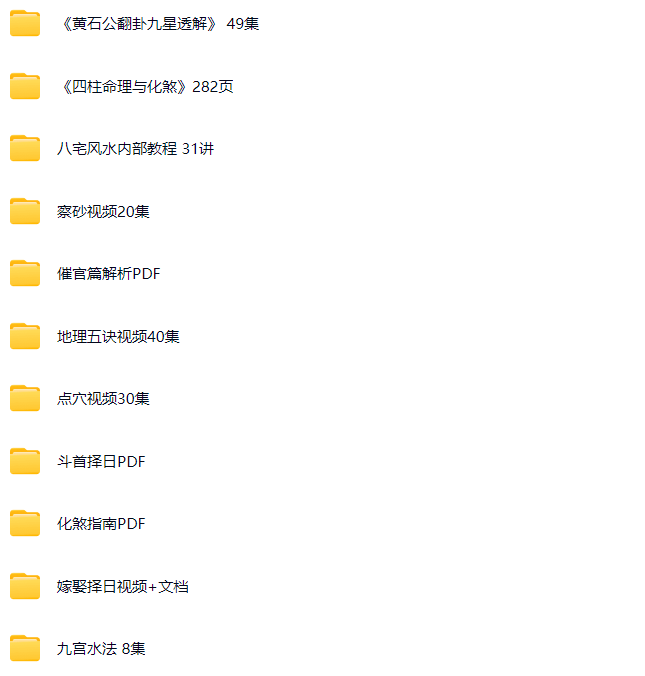 《黄石公翻卦九星透解》 49集
《四柱命理与化煞》282页
八宅风水内部教程 31讲
察砂视频20集
催官篇解析PDF
地理五诀视频40集
点穴视频30集
斗首择日PDF
化煞指南PDF
嫁娶择日视频+文档
九宫水法 8集